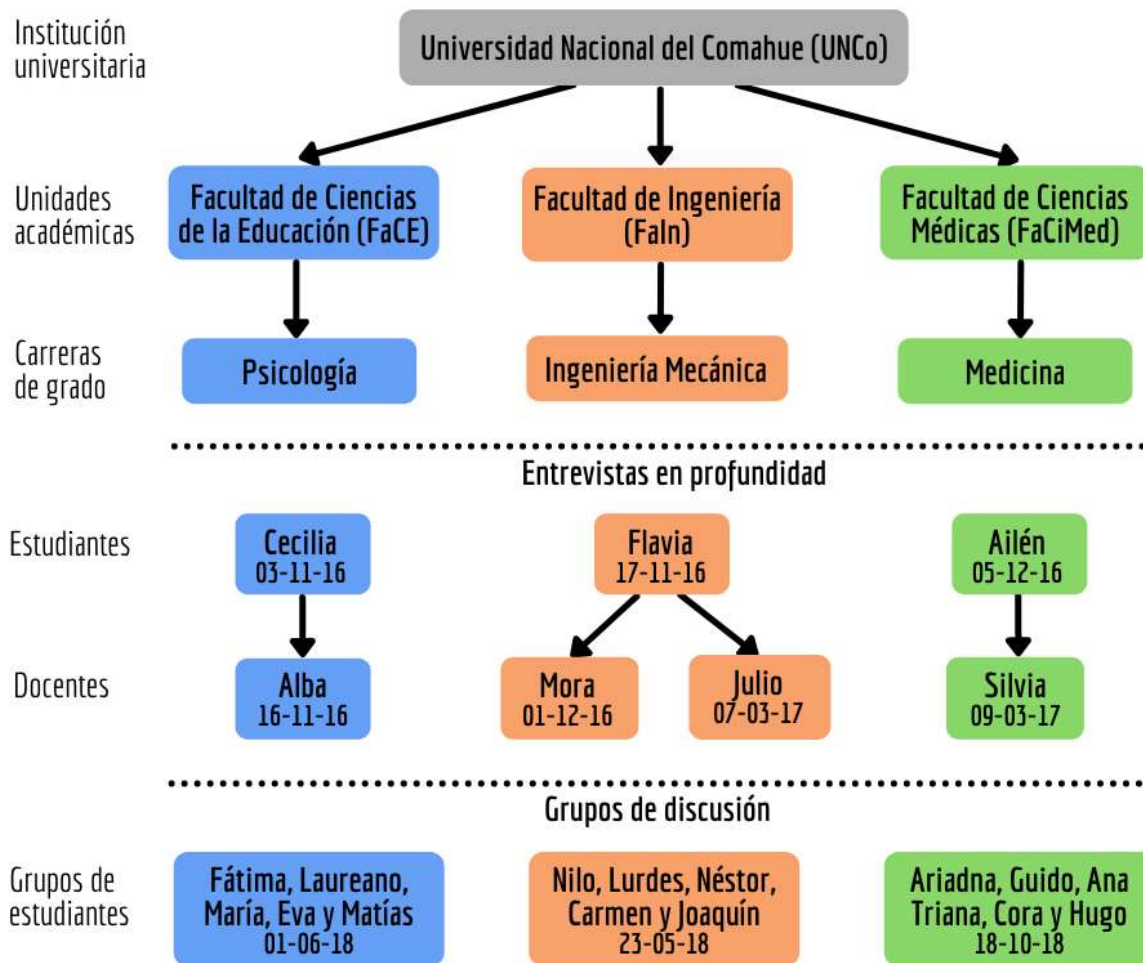 Institución
universitaria
Universidad Nacional del Comahue (UNCo)
Unidades
académicas
Facultad de Ciencias
de la Educación (FaCE)
Facultad de Ingeniería
(FaIn)
Facultad de Ciencias
Médicas (FaCiMed)
Carreras
de grado
Psicología
Ingeniería Mecánica
Medicina
Entrevistas en profundidad
Estudiantes
Cecilia
03-11-16
Flavia
17-11-16
Ailén
05-12-16
Docentes
Alba
16-11-16
Mora
01-12-16
Julio
07-03-17
Silvia
09-03-17
Grupos de discusión
Grupos de
estudiantes
Fátima, Laureano,
María, Eva y Matías
01-06-18
Nilo, Lurdes, Néstor,
Carmen y Joaquín
23-05-18
Ariadna, Guido, Ana
Triana, Cora y Hugo
18-10-18